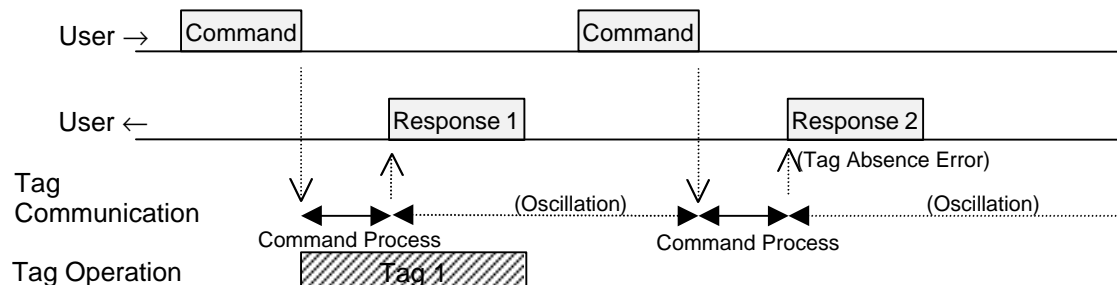 User → Command Command
User ← Response 1 Response 2
(Tag Absence Error)
Tag
Communication
(Oscillation) (Oscillation)
Command Process Command Process
Tag Operation Tag 1